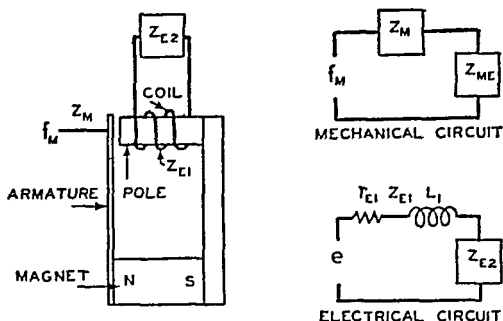 Z_E2
COIL
Z_M
f_M
Z_E1
ARMATURE
POLE
MAGNET
N S
Z_M
f_M
Z_ME
MECHANICAL CIRCUIT
r_E1 Z_E1 L_1
e
Z_E2
ELECTRICAL CIRCUIT